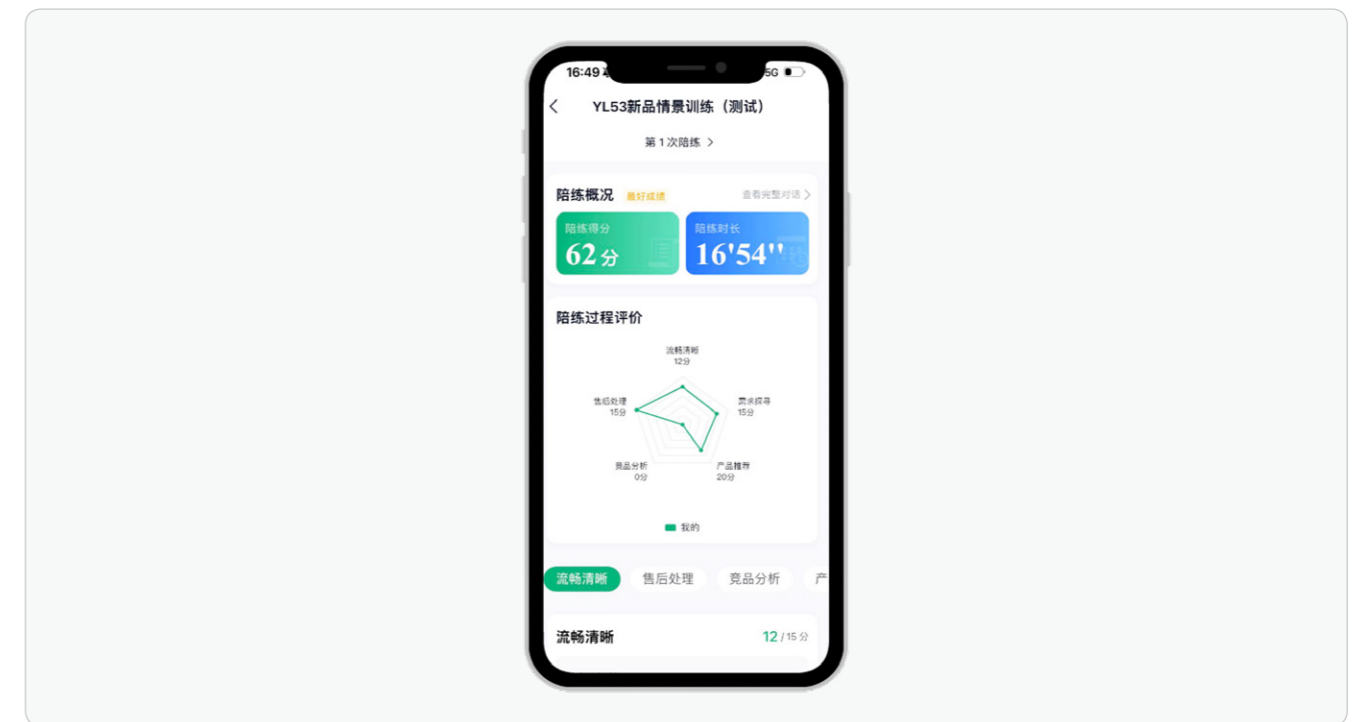 16:49
5G
YL53新品情景训练（测试）
第 1 次陪练
陪练概况 最好成绩 查看完整对话
陪练得分 陪练时长
62 分 16'54''
陪练过程评价
流畅清晰
12分
售后处理
15分
需求探寻
15分
竞品分析
0分
产品推荐
20分
我的
流畅清晰 售后处理 竞品分析 产
流畅清晰 12 / 15 分